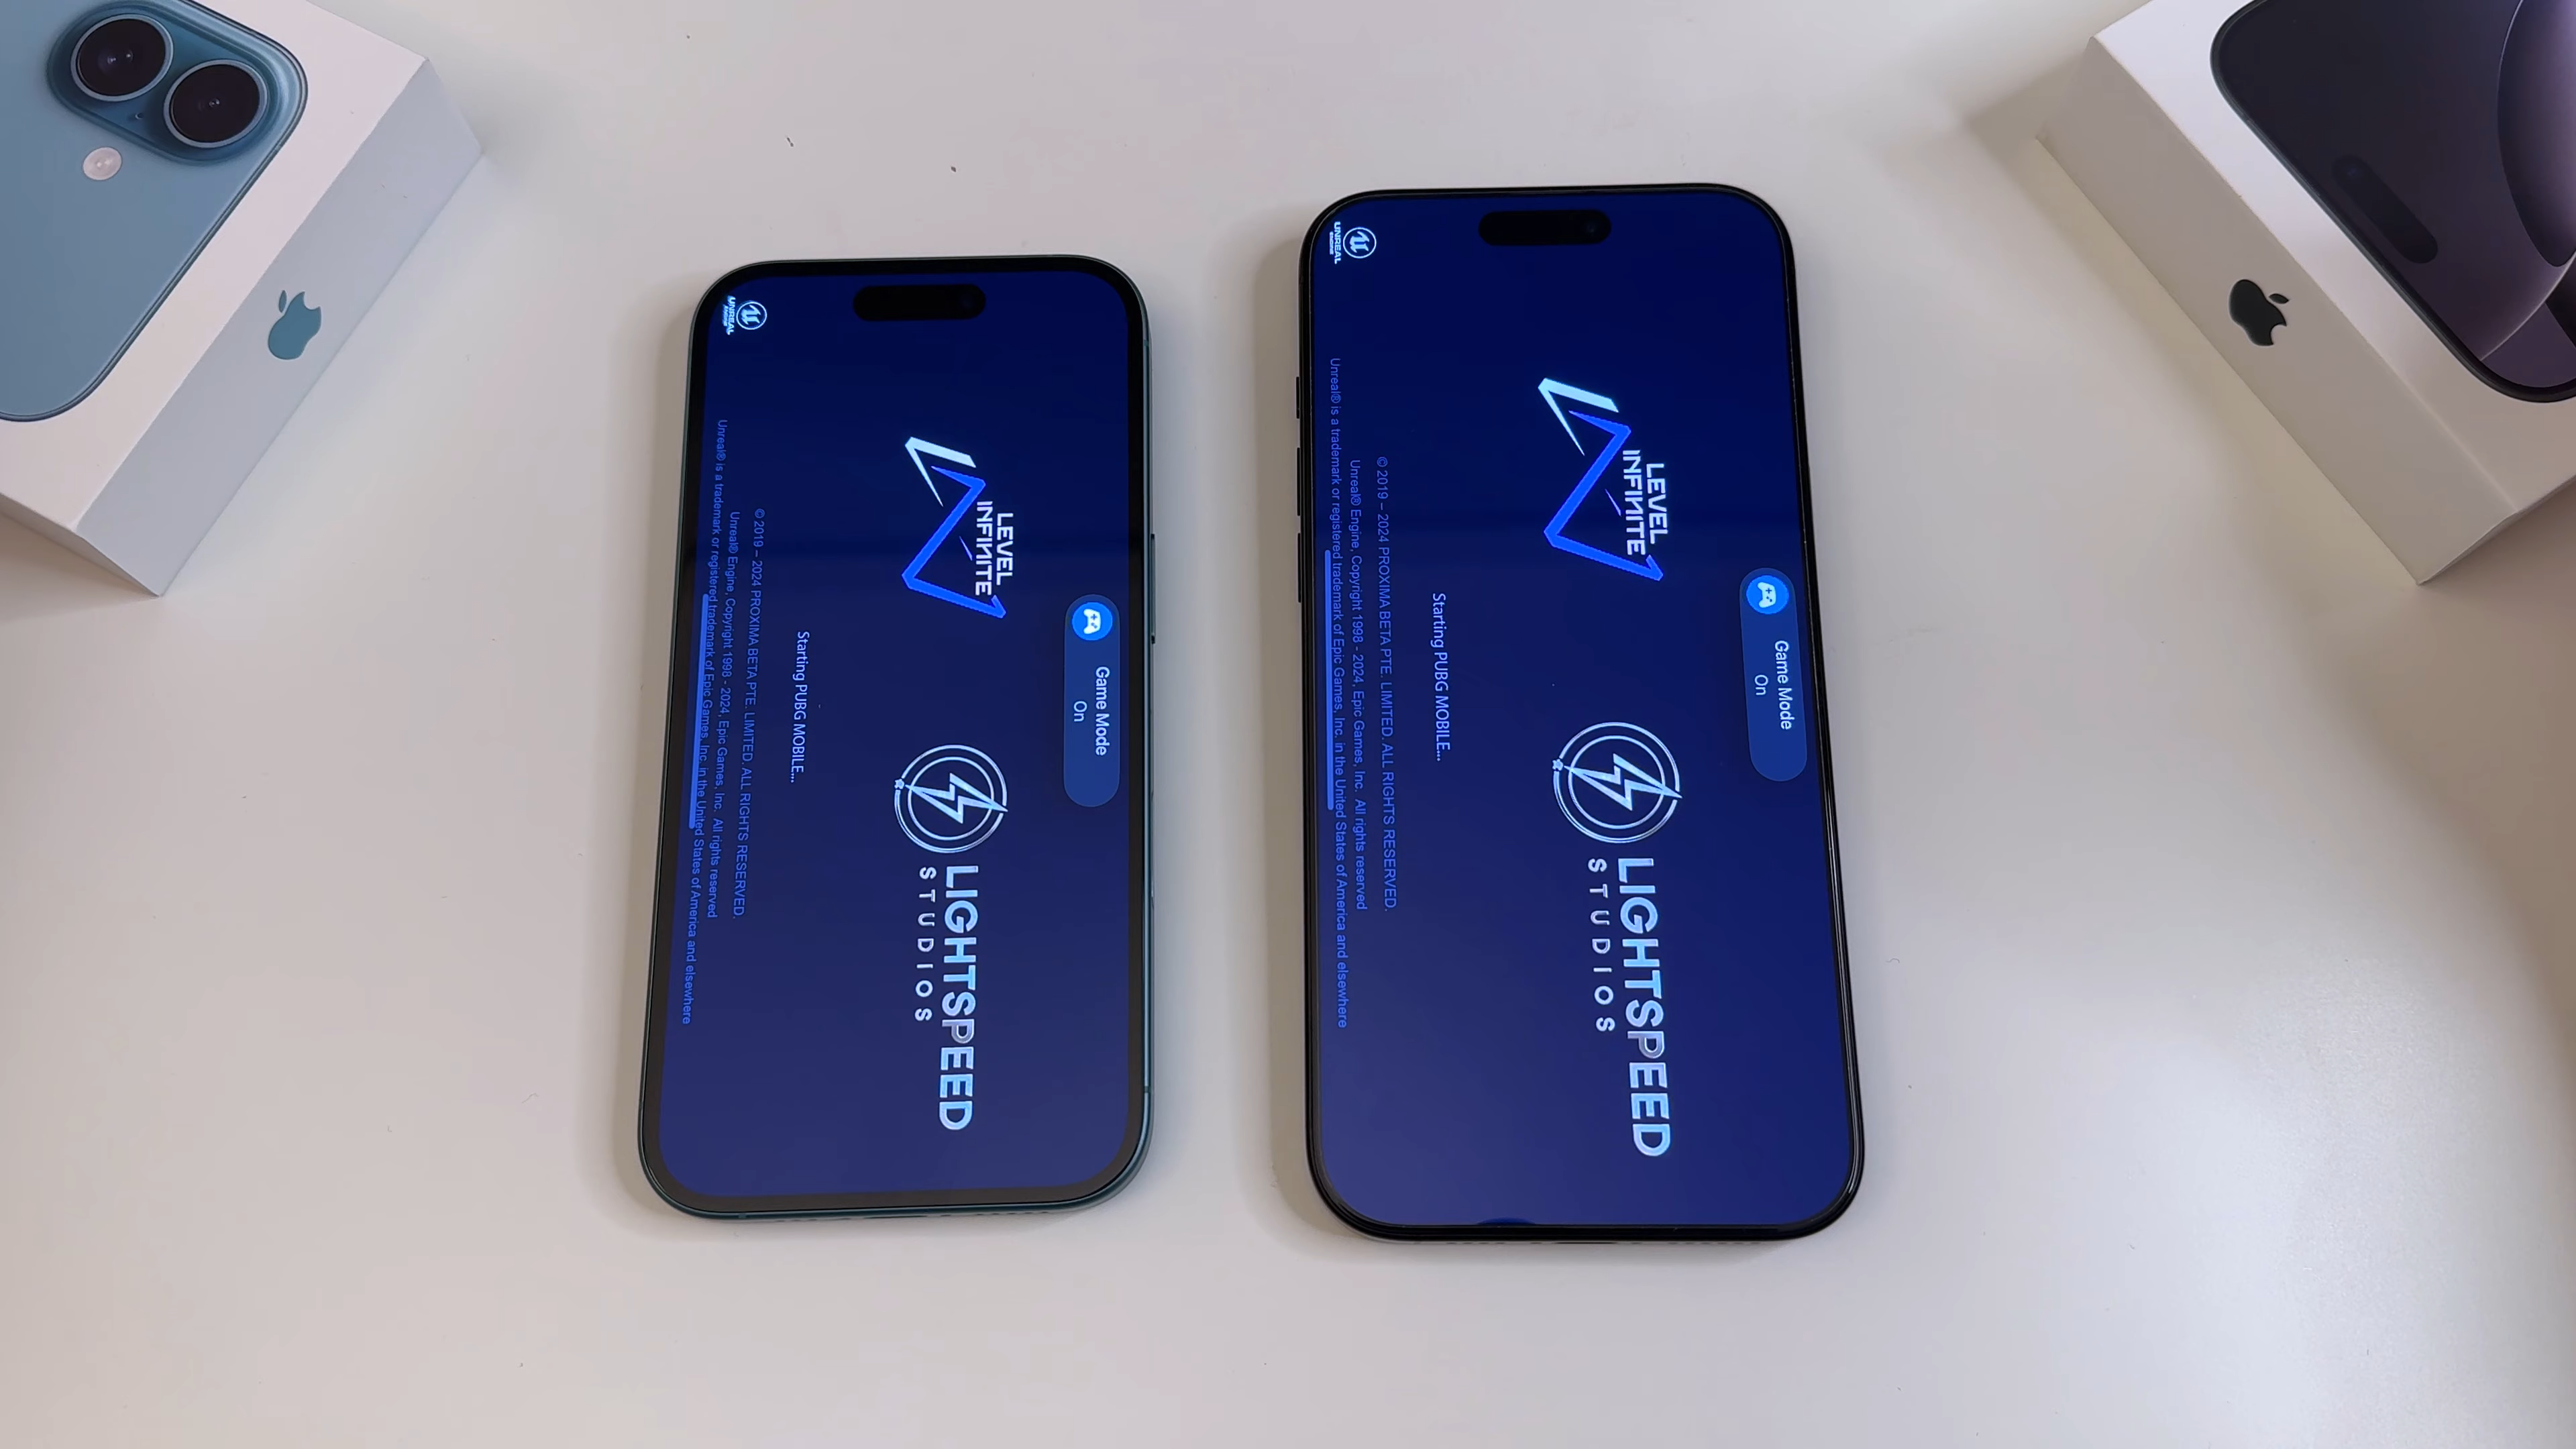 LEVEL
INFINITE
LIGHTSPEED
STUDIOS
Game Mode
On
Starting PUBG MOBILE...
© 2019 – 2024 PROXIMA BETA PTE. LIMITED. ALL RIGHTS RESERVED.
Unreal® Engine, Copyright 1998 - 2024, Epic Games, Inc. All rights reserved
Unreal® is a trademark or registered trademark of Epic Games, Inc. in the United States of America and elsewhere
UNREAL
ENGINE
LEVEL
INFINITE
LIGHTSPEED
STUDIOS
Game Mode
On
Starting PUBG MOBILE...
© 2019 – 2024 PROXIMA BETA PTE. LIMITED. ALL RIGHTS RESERVED.
Unreal® Engine, Copyright 1998 - 2024, Epic Games, Inc. All rights reserved
Unreal® is a trademark or registered trademark of Epic Games, Inc. in the United States of America and elsewhere
UNREAL
ENGINE